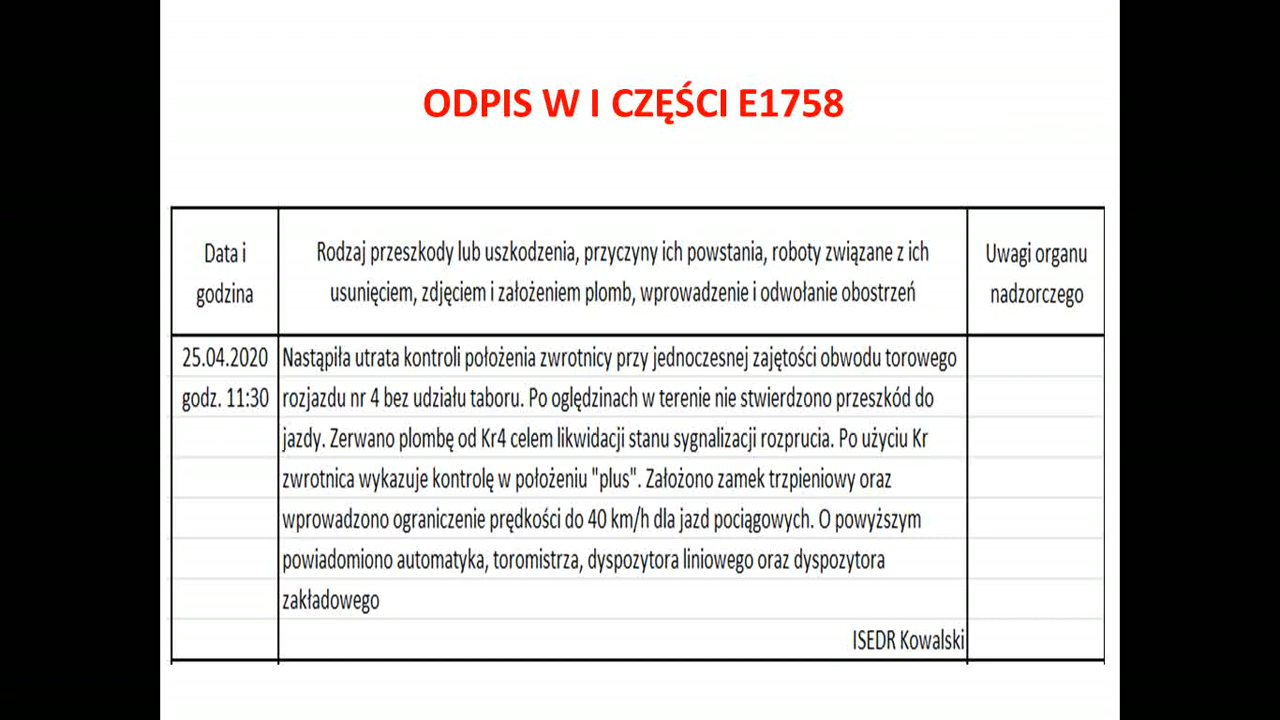 ODPIS W I CZĘŚCI E1758
Data i godzina
Rodzaj przeszkody lub uszkodzenia, przyczyny ich powstania, roboty związane z ich
usunięciem, zdjęciem i założeniem plomb, wprowadzenie i odwołanie obostrzeń
Uwagi organu nadzorczego
25.04.2020
godz. 11:30
Nastąpiła utrata kontroli położenia zwrotnicy przy jednoczesnej zajętości obwodu torowego
rozjazdu nr 4 bez udziału taboru. Po oględzinach w terenie nie stwierdzono przeszkód do
jazdy. Zerwano plombę od Kr4 celem likwidacji stanu sygnalizacji rozprucia. Po użyciu Kr
zwrotnica wykazuje kontrolę w położeniu "plus". Założono zamek trzpieniowy oraz
wprowadzono ograniczenie prędkości do 40 km/h dla jazd pociągowych. O powyższym
powiadomiono automatyka, toromistrza, dyspozytora liniowego oraz dyspozytora
zakładowego
ISEDR Kowalski